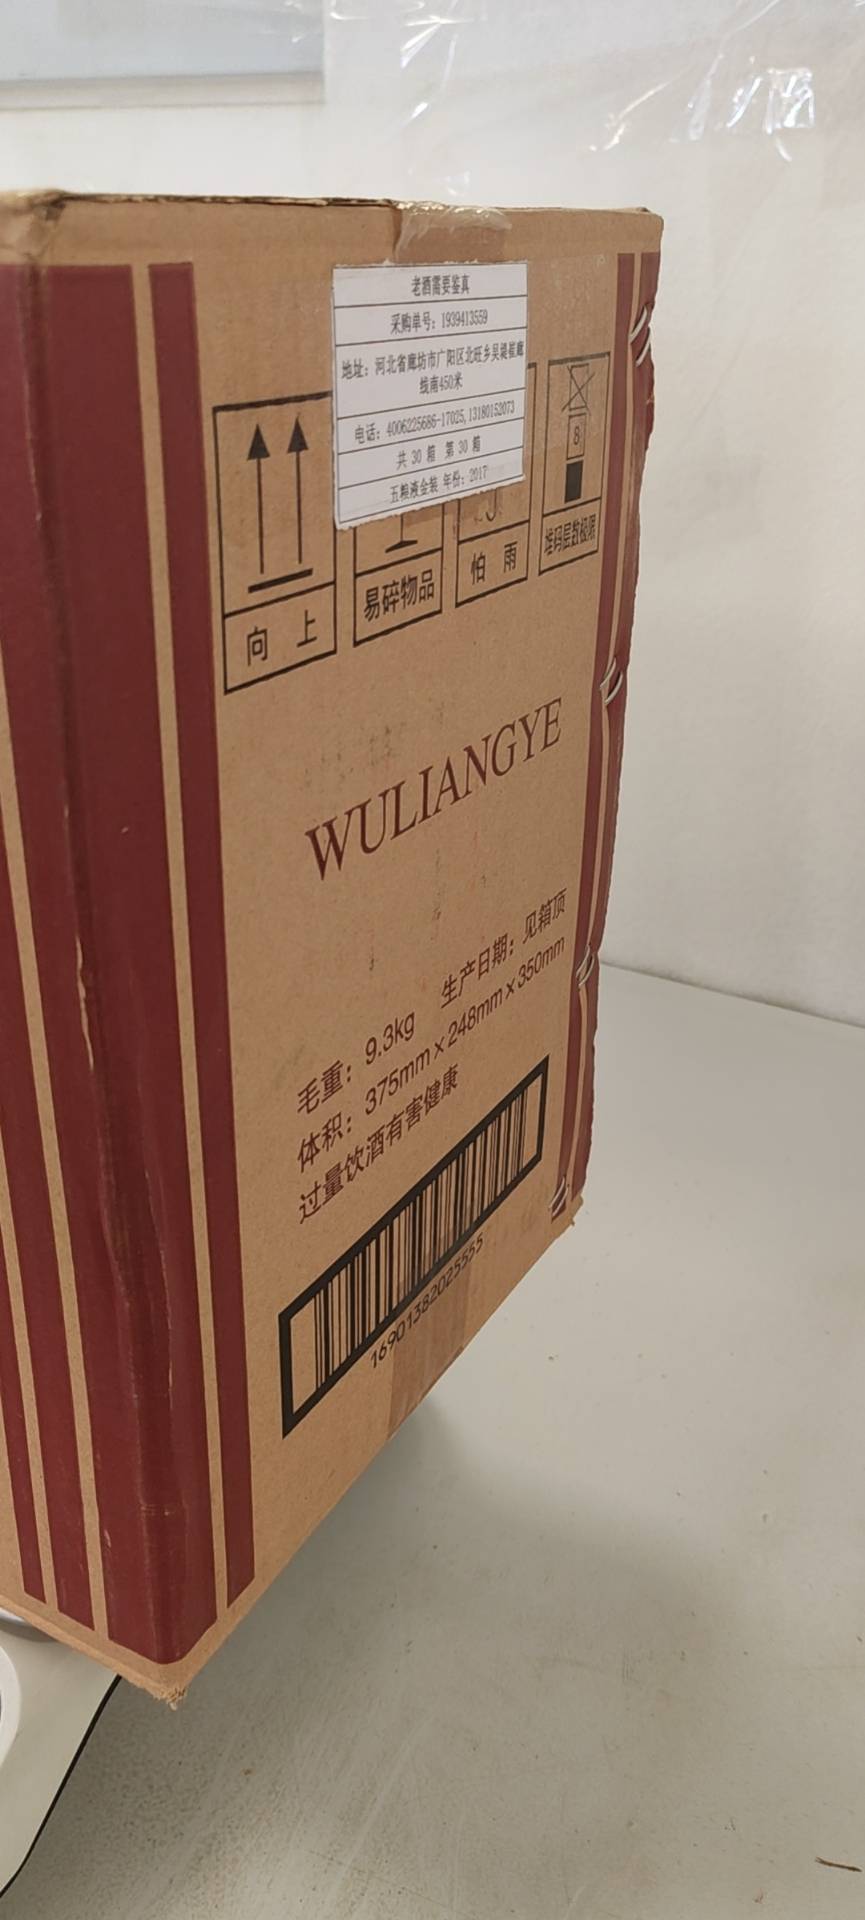 老酒需要鉴真
采购单号：1939413559
地址：河北省廊坊市广阳区北旺乡吴堤崔廊
线南450米
电话：4006225686-17025,13180152073
共 30 箱 第 30 箱
五粮液金装 年份：2017
8
向 上
易碎物品
怕 雨
堆码层数极限
WULIANGYE
毛重：9.3kg 生产日期：见箱顶
体积：375mm×248mm×350mm
过量饮酒有害健康
16901382025555